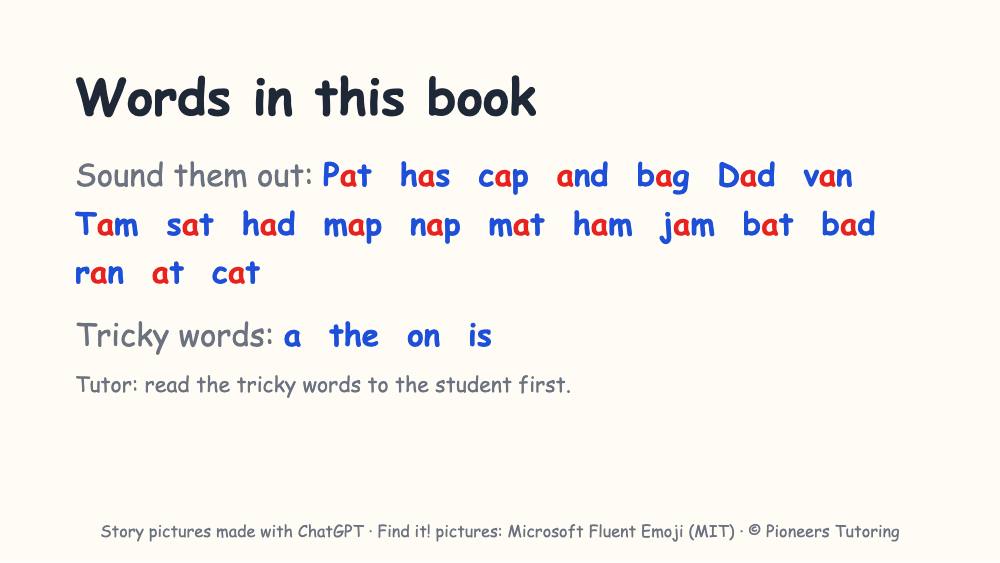 Words in this book
Sound them out: Pat has cap and bag Dad van
Tam sat had map nap mat ham jam bat bad
ran at cat
Tricky words: a the on is
Tutor: read the tricky words to the student first.
Story pictures made with ChatGPT · Find it! pictures: Microsoft Fluent Emoji (MIT) · © Pioneers Tutoring